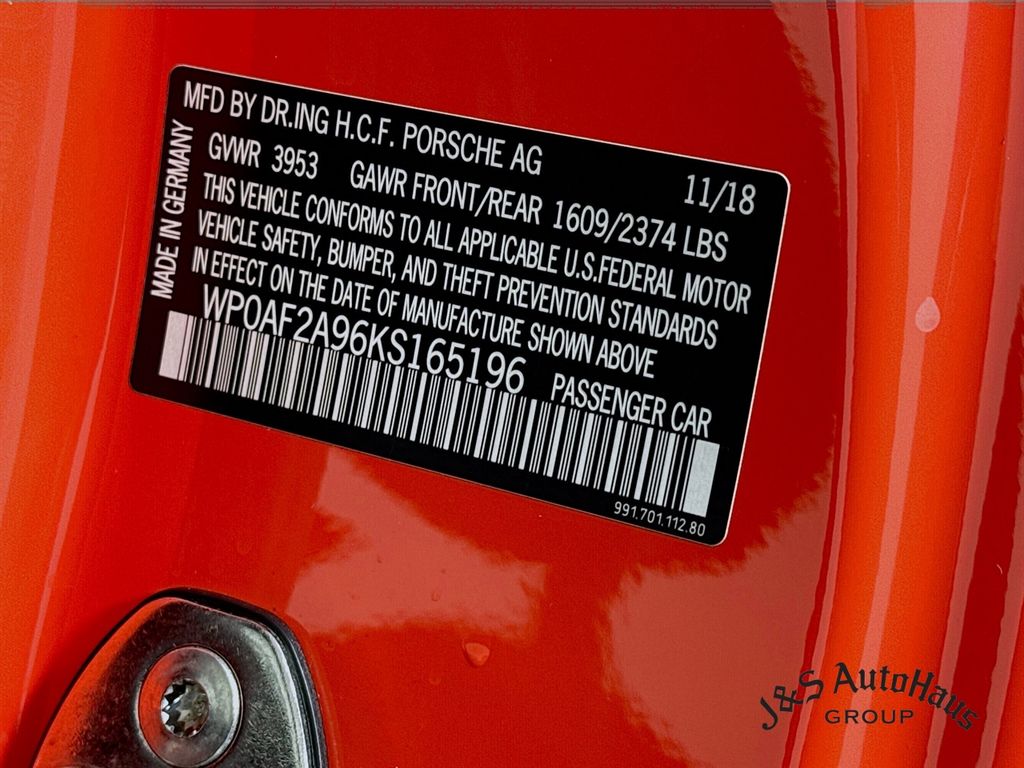 MFD BY DR.ING H.C.F. PORSCHE AG
11/18
GVWR 3953 GAWR FRONT/REAR 1609/2374 LBS
THIS VEHICLE CONFORMS TO ALL APPLICABLE U.S.FEDERAL MOTOR
VEHICLE SAFETY, BUMPER, AND THEFT PREVENTION STANDARDS
IN EFFECT ON THE DATE OF MANUFACTURE SHOWN ABOVE
WP0AF2A96KS165196
PASSENGER CAR
991.701.112.80
MADE IN GERMANY
J&S AutoHaus
GROUP